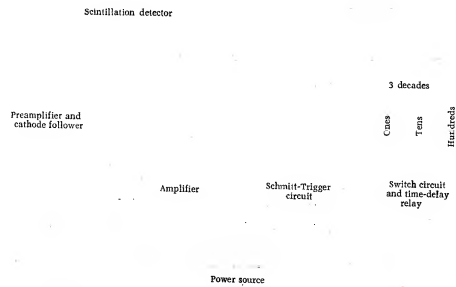 Scintillation detector
3 decades
Preamplifier and
cathode follower
Ones
Tens
Hundreds
Amplifier
Schmitt-Trigger
circuit
Switch circuit
and time-delay
relay
Power source